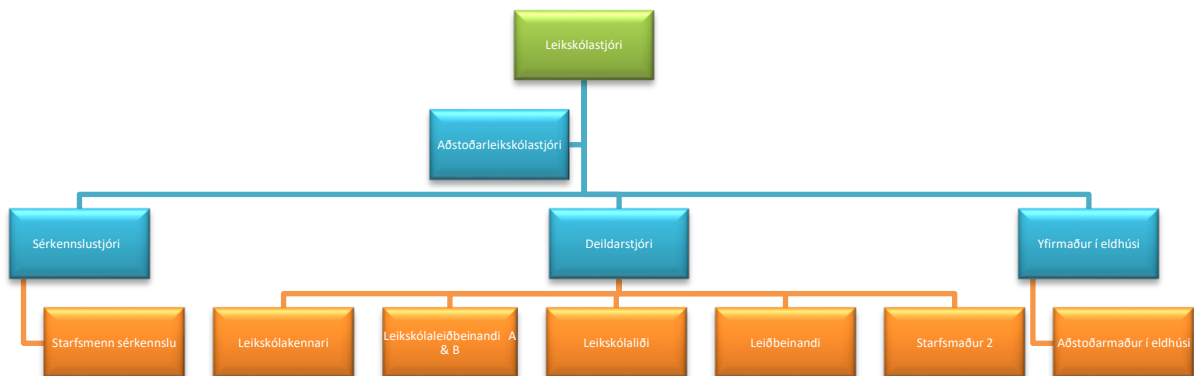 Leikskólastjóri
Aðstoðarleikskólastjóri
Sérkennslustjóri
Deildarstjóri
Yfirmaður í eldhúsi
Starfsmenn sérkennslu
Leikskólakennari
Leikskólaleiðbeinandi A
& B
Leikskólaliði
Leiðbeinandi
Starfsmaður 2
Aðstoðarmaður í eldhúsi